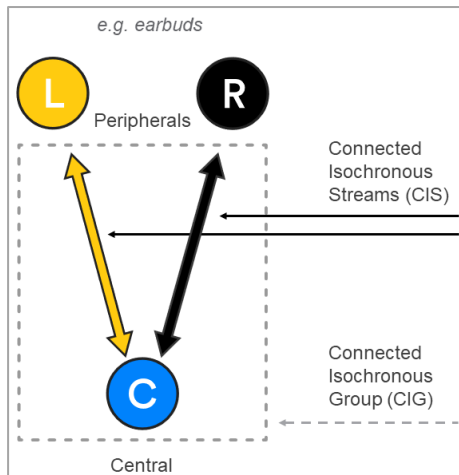 e.g. earbuds
L
R
Peripherals
Connected
Isochronous
Streams (CIS)
Connected
Isochronous
Group (CIG)
C
Central